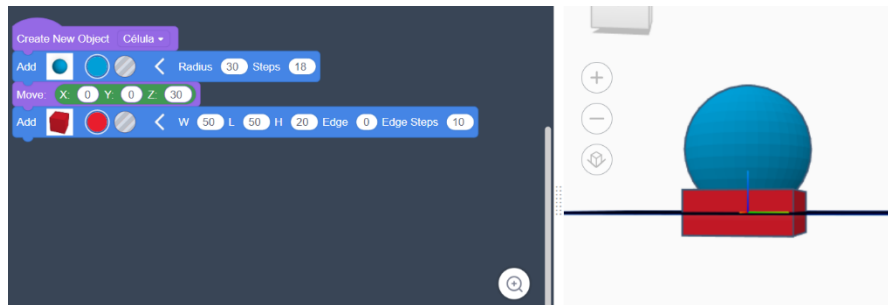 Create New Object Célula
Add Radius 30 Steps 18
Move: X: 0 Y: 0 Z: 30
Add W 50 L 50 H 20 Edge 0 Edge Steps 10